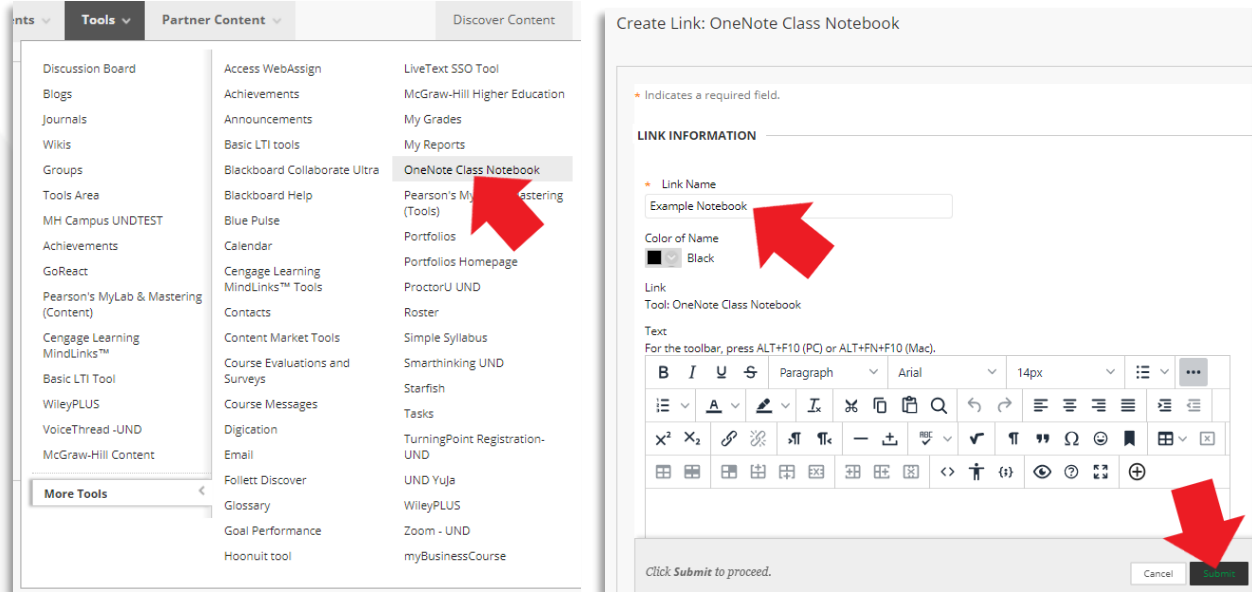 nts
Tools
Partner Content
Discover Content
Discussion Board
Blogs
Journals
Wikis
Groups
Tools Area
MH Campus UNDTEST
Achievements
GoReact
Pearson's MyLab & Mastering
(Content)
Cengage Learning
MindLinks™
Basic LTI Tool
WileyPLUS
VoiceThread -UND
McGraw-Hill Content
More Tools
Access WebAssign
Achievements
Announcements
Basic LTI tools
Blackboard Collaborate Ultra
Blackboard Help
Blue Pulse
Calendar
Cengage Learning
MindLinks™ Tools
Contacts
Content Market Tools
Course Evaluations and
Surveys
Course Messages
Digication
Email
Follett Discover
Glossary
Goal Performance
Hoonuit tool
LiveText SSO Tool
McGraw-Hill Higher Education
My Grades
My Reports
OneNote Class Notebook
Pearson's My astering
(Tools)
Portfolios
Portfolios Homepage
ProctorU UND
Roster
Simple Syllabus
Smarthinking UND
Starfish
Tasks
TurningPoint Registration-
UND
UND YuJa
WileyPLUS
Zoom - UND
myBusinessCourse
Create Link: OneNote Class Notebook
* Indicates a required field.
LINK INFORMATION
* Link Name
Example Notebook
Color of Name
Black
Link
Tool: OneNote Class Notebook
Text
For the toolbar, press ALT+F10 (PC) or ALT+FN+F10 (Mac).
B I U S Paragraph Arial 14px
Click Submit to proceed.
Cancel
Submit